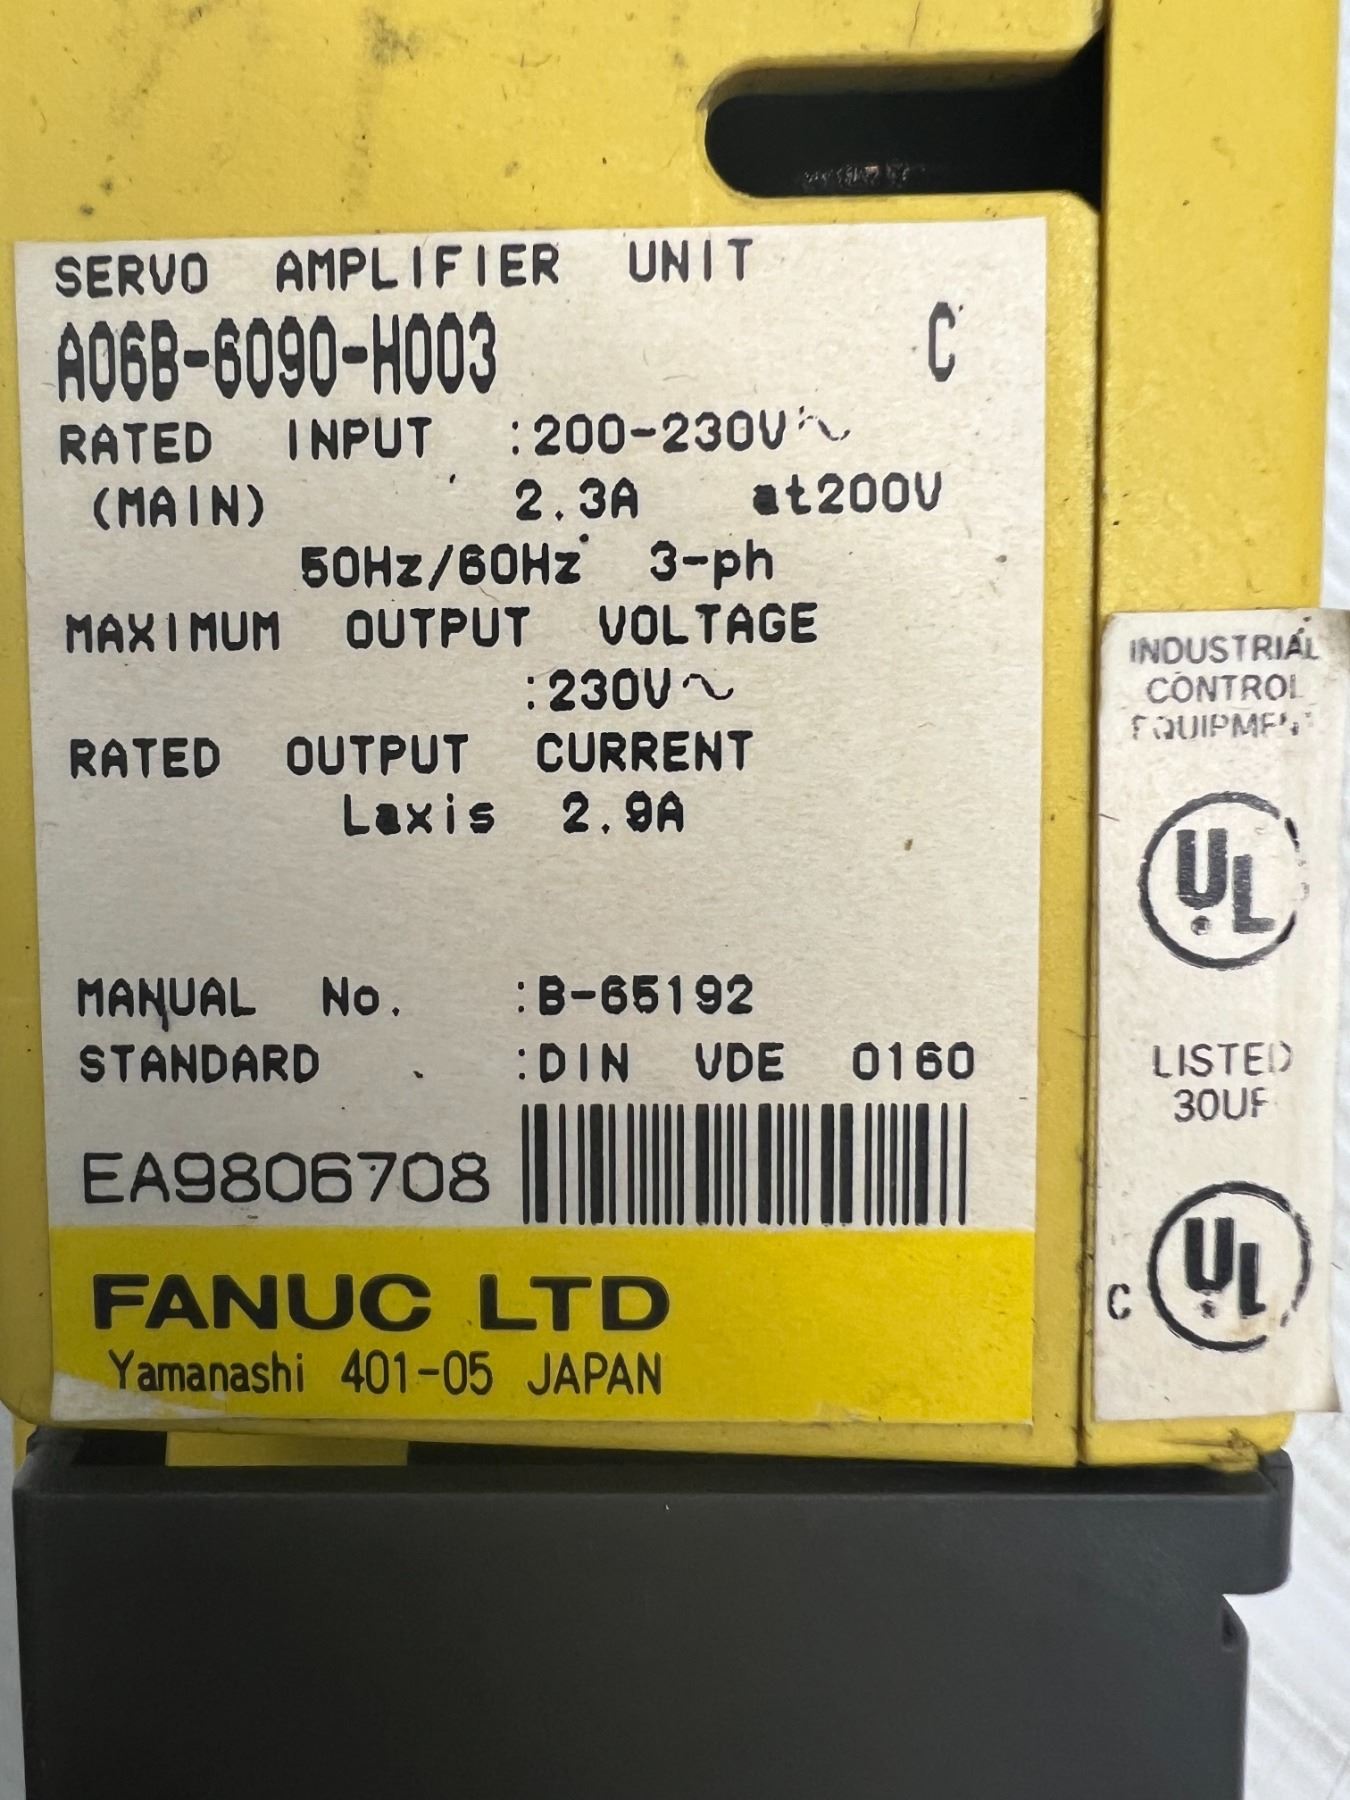 SERVO AMPLIFIER UNIT
A06B-6090-H003 C
RATED INPUT :200-230V~
(MAIN) 2.3A at200V
50Hz/60Hz 3-ph
MAXIMUM OUTPUT VOLTAGE
:230V~
RATED OUTPUT CURRENT
Laxis 2.9A
MANUAL No. :B-65192
STANDARD :DIN VDE 0160
EA9806708
FANUC LTD
Yamanashi 401-05 JAPAN
INDUSTRIAL
CONTROL
EQUIPMENT
UL
LISTED
30UF
C UL